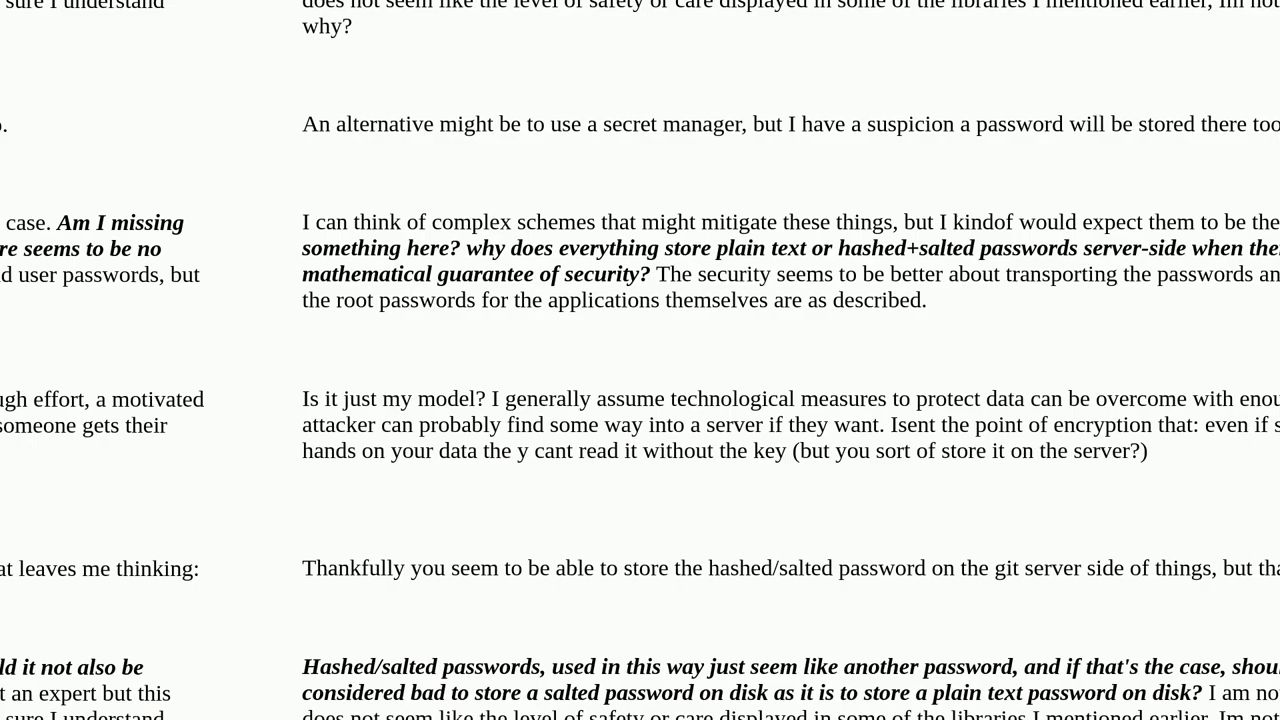 sure I understand
o.
case. Am I missing
re seems to be no
d user passwords, but
ugh effort, a motivated
someone gets their
at leaves me thinking:
ld it not also be
t an expert but this
sure I understand
does not seem like the level of safety or care displayed in some of the libraries I mentioned earlier, Im not
why?
An alternative might be to use a secret manager, but I have a suspicion a password will be stored there too
I can think of complex schemes that might mitigate these things, but I kindof would expect them to be the
something here? why does everything store plain text or hashed+salted passwords server-side when the
mathematical guarantee of security? The security seems to be better about transporting the passwords an
the root passwords for the applications themselves are as described.
Is it just my model? I generally assume technological measures to protect data can be overcome with enou
attacker can probably find some way into a server if they want. Isent the point of encryption that: even if s
hands on your data the y cant read it without the key (but you sort of store it on the server?)
Thankfully you seem to be able to store the hashed/salted password on the git server side of things, but tha
Hashed/salted passwords, used in this way just seem like another password, and if that's the case, shou
considered bad to store a salted password on disk as it is to store a plain text password on disk? I am no
does not seem like the level of safety or care displayed in some of the libraries I mentioned earlier, Im not